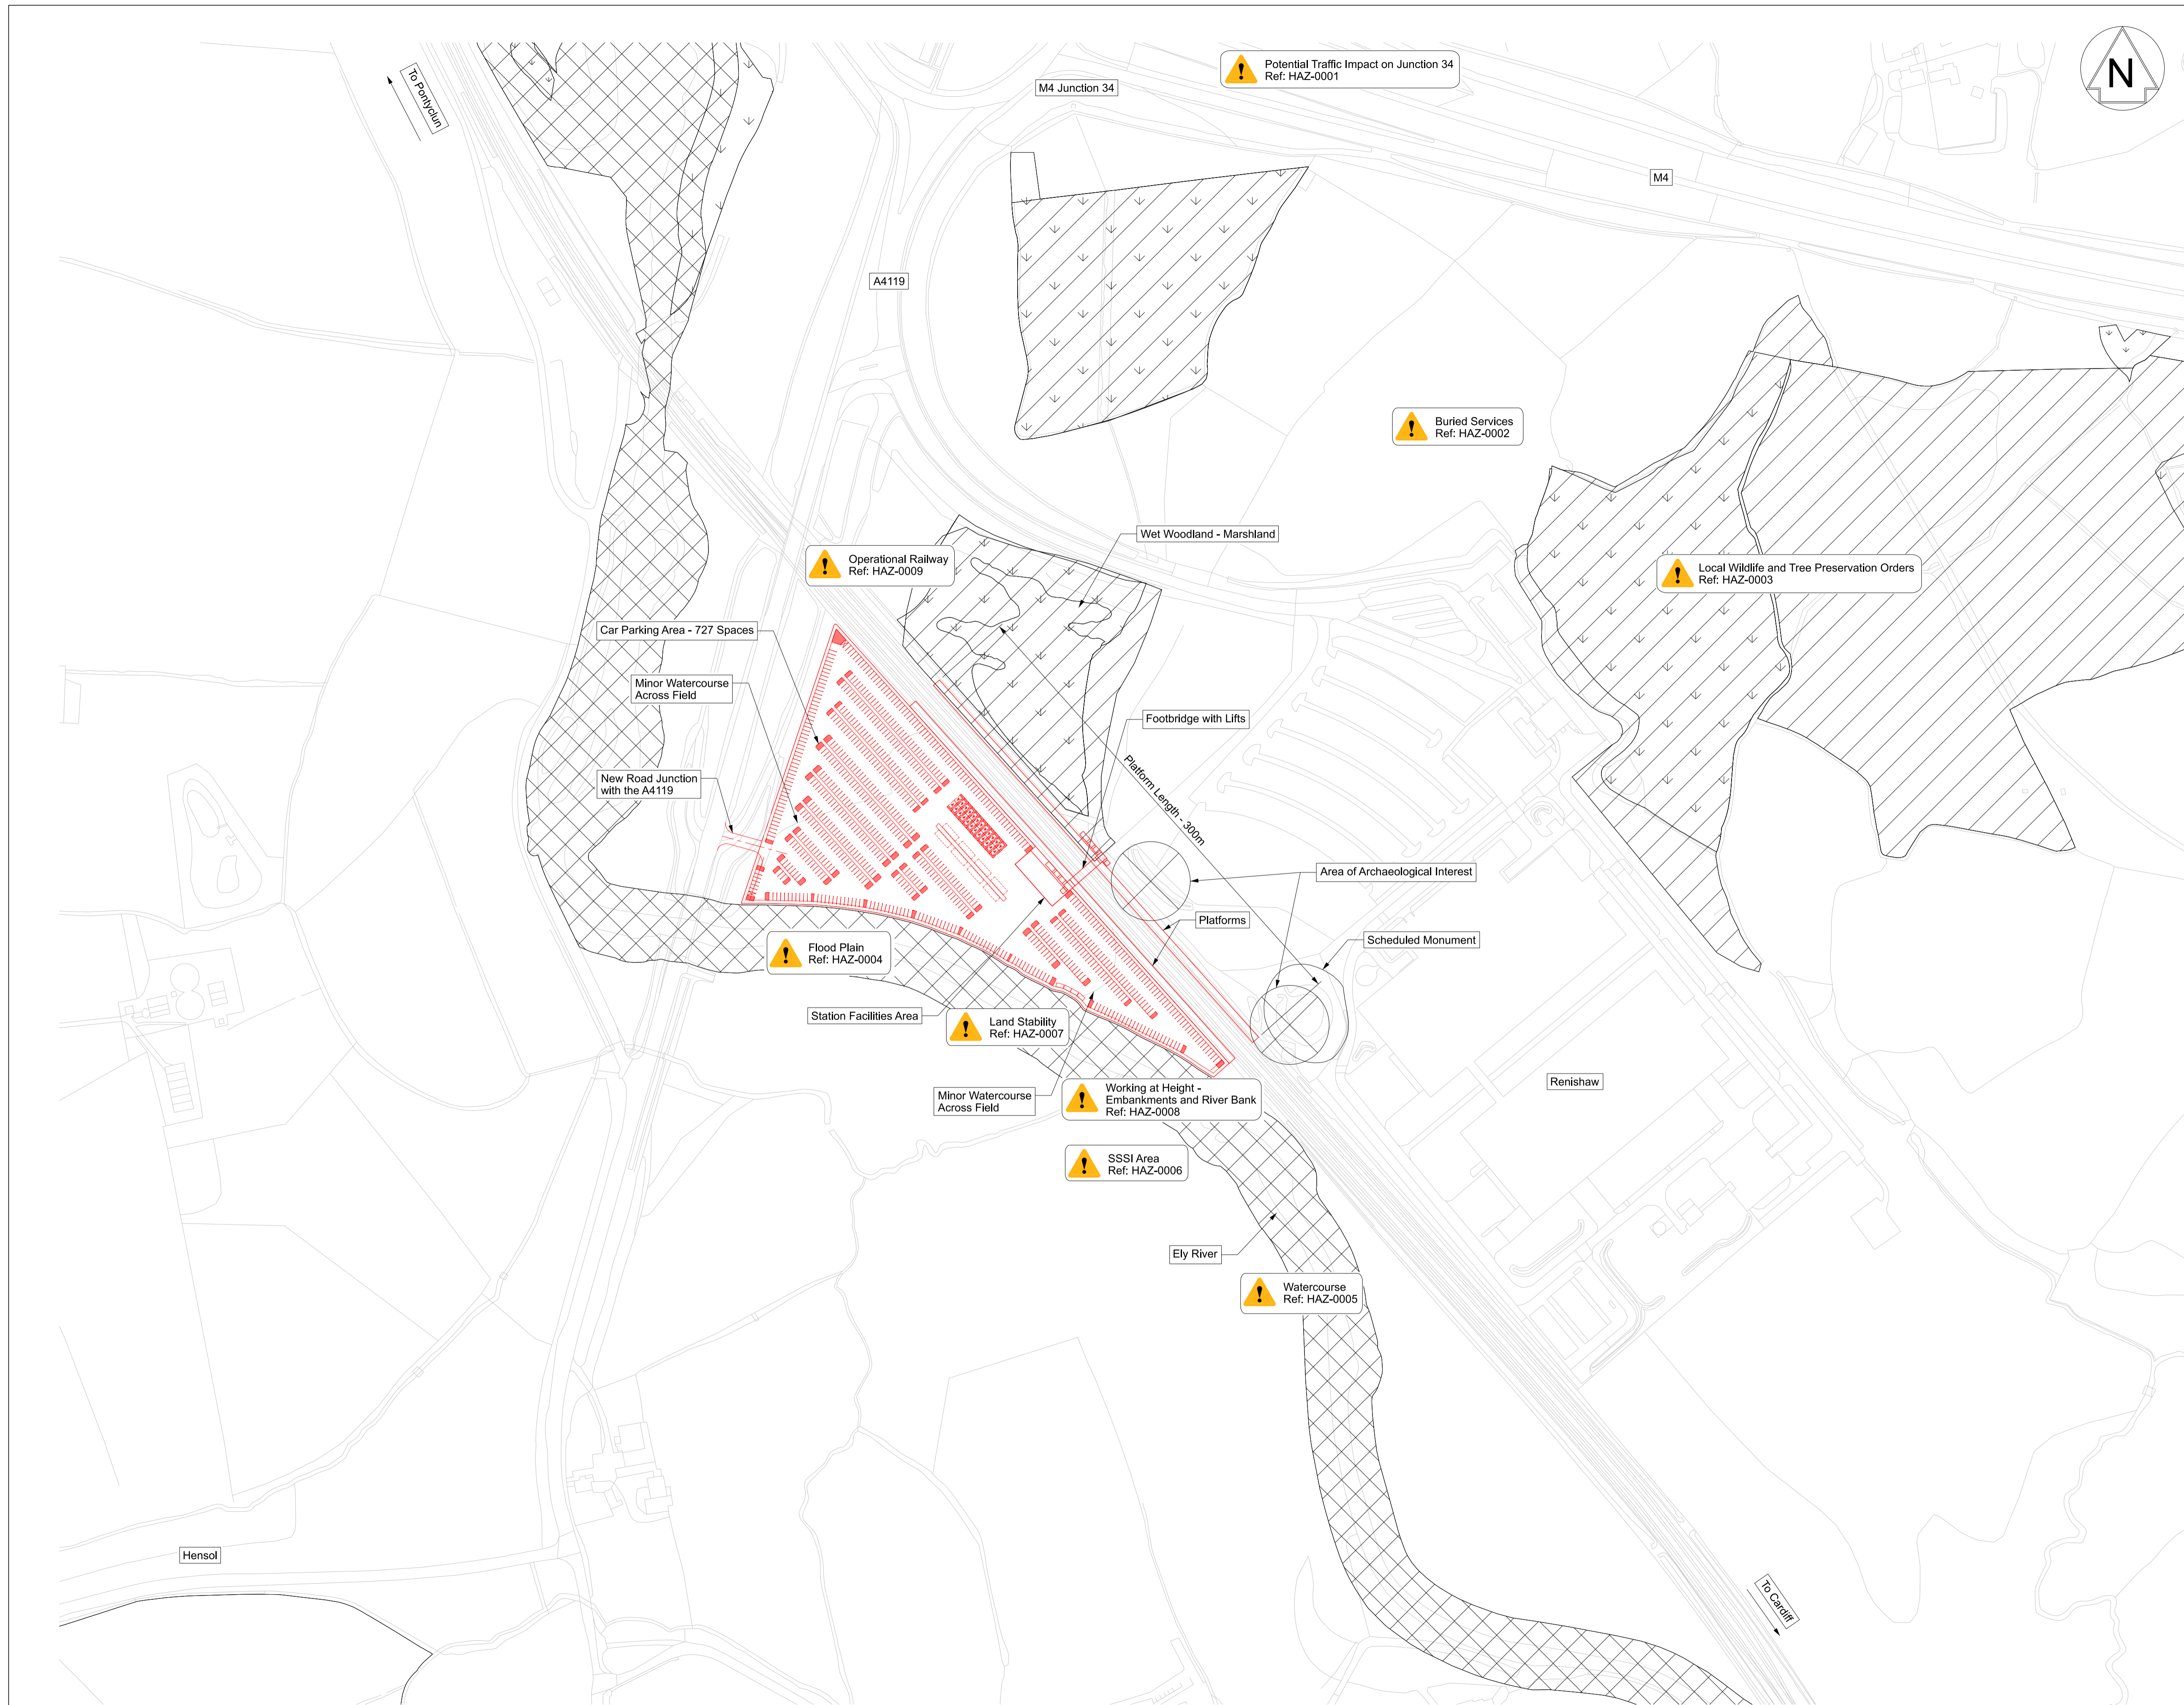 To Pontyclun
M4 Junction 34
Potential Traffic Impact on Junction 34
Ref: HAZ-0001
N
M4
A4119
Buried Services
Ref: HAZ-0002
Wet Woodland - Marshland
Operational Railway
Ref: HAZ-0009
Local Wildlife and Tree Preservation Orders
Ref: HAZ-0003
Car Parking Area - 727 Spaces
Minor Watercourse
Across Field
Footbridge with Lifts
New Road Junction
with the A4119
Platform Length - 300m
Area of Archaeological Interest
Platforms
Scheduled Monument
Flood Plain
Ref: HAZ-0004
Station Facilities Area
Land Stability
Ref: HAZ-0007
Renishaw
Minor Watercourse
Across Field
Working at Height -
Embankments and River Bank
Ref: HAZ-0008
SSSI Area
Ref: HAZ-0006
Ely River
Watercourse
Ref: HAZ-0005
Hensol
To Cardiff